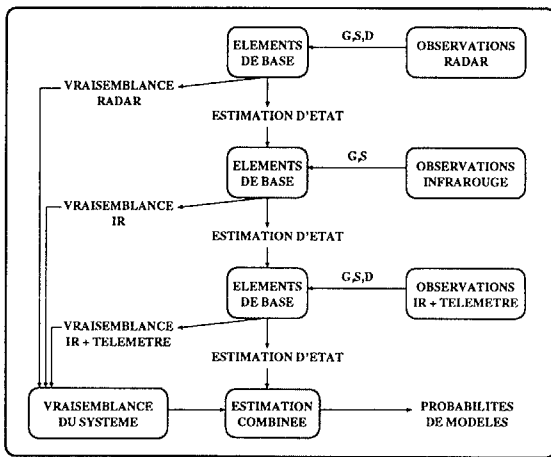 ELEMENTS
DE BASE
G,S,D
OBSERVATIONS
RADAR
VRAISEMBLANCE
RADAR
ESTIMATION D'ETAT
ELEMENTS
DE BASE
G,S
OBSERVATIONS
INFRAROUGE
VRAISEMBLANCE
IR
ESTIMATION D'ETAT
ELEMENTS
DE BASE
G,S,D
OBSERVATIONS
IR + TELEMETRE
VRAISEMBLANCE
IR + TELEMETRE
ESTIMATION D'ETAT
VRAISEMBLANCE
DU SYSTEME
ESTIMATION
COMBINEE
PROBABILITES
DE MODELES